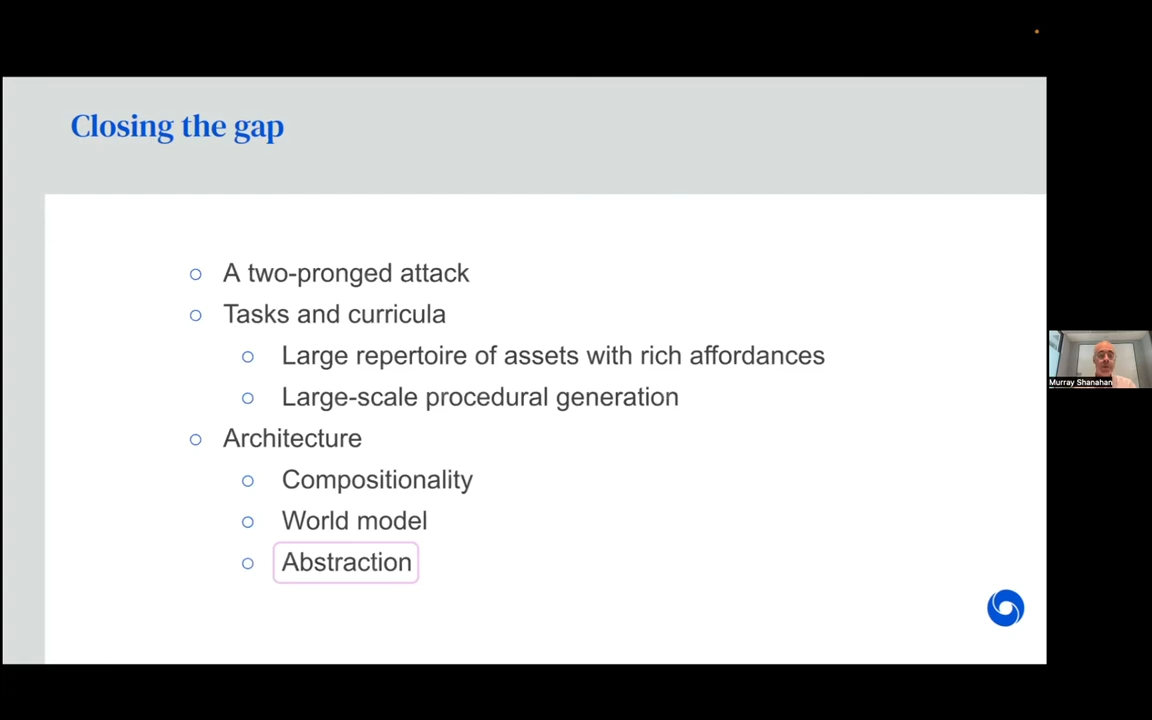 Closing the gap
A two-pronged attack
Tasks and curricula
Large repertoire of assets with rich affordances
Large-scale procedural generation
Architecture
Compositionality
World model
Abstraction
Murray Shanahan